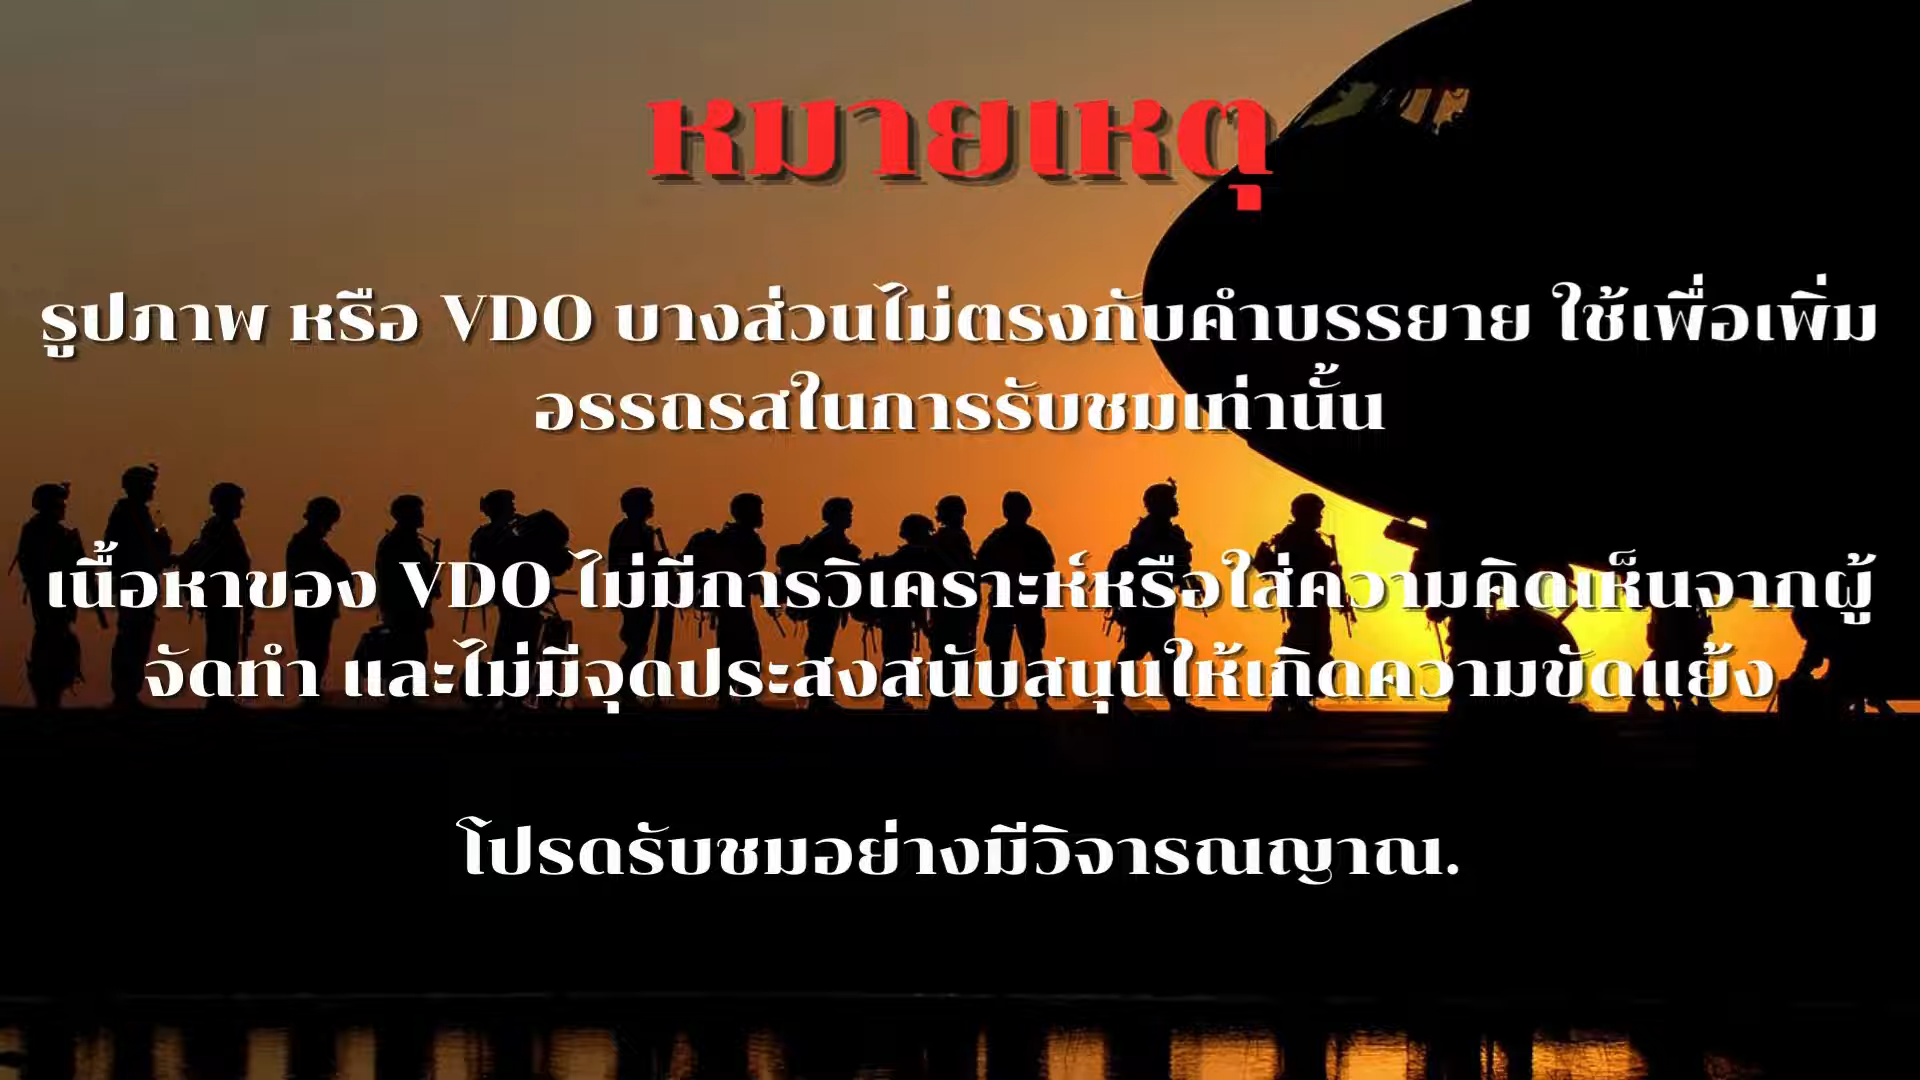 หมายเหตุ
รูปภาพ หรือ VDO บางส่วนไม่ตรงกับคำบรรยาย ใช้เพื่อเพิ่ม
อรรถรสในการรับชมเท่านั้น
เนื้อหาของ VDO ไม่มีการวิเคราะห์หรือใส่ความคิดเห็นจากผู้
จัดทำ และไม่มีจุดประสงสนับสนุนให้เกิดความขัดแย้ง
โปรดรับชมอย่างมีวิจารณญาณ.